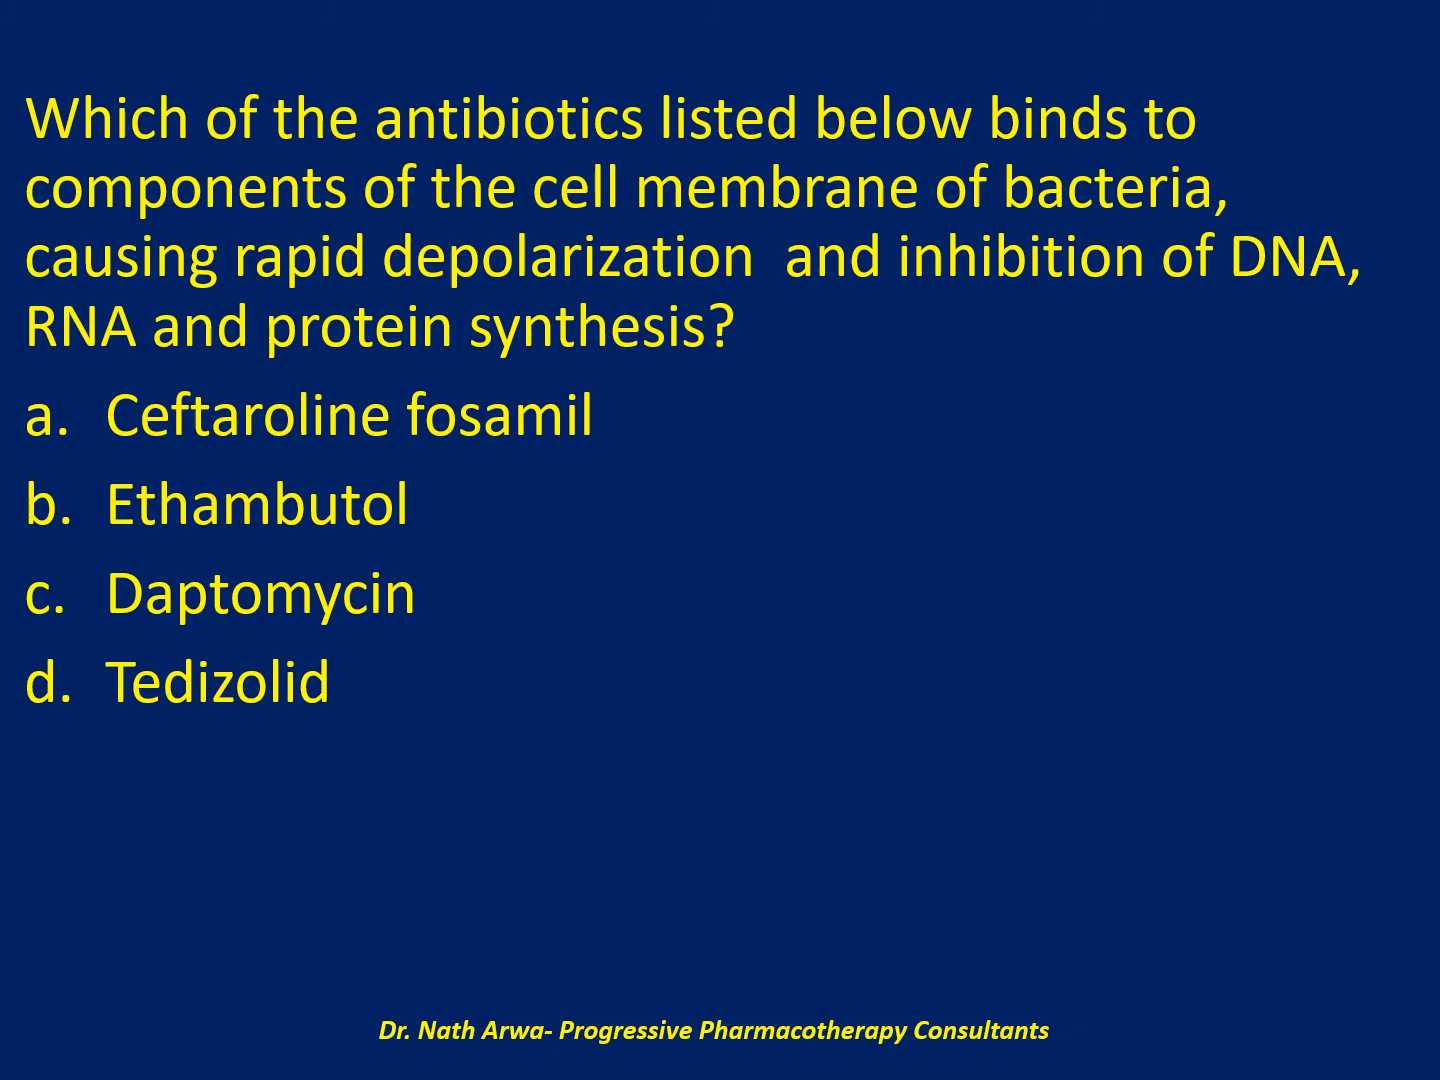 Which of the antibiotics listed below binds to
components of the cell membrane of bacteria,
causing rapid depolarization  and inhibition of DNA,
RNA and protein synthesis?
a. Ceftaroline fosamil
b. Ethambutol
c. Daptomycin
d. Tedizolid
Dr. Nath Arwa- Progressive Pharmacotherapy Consultants